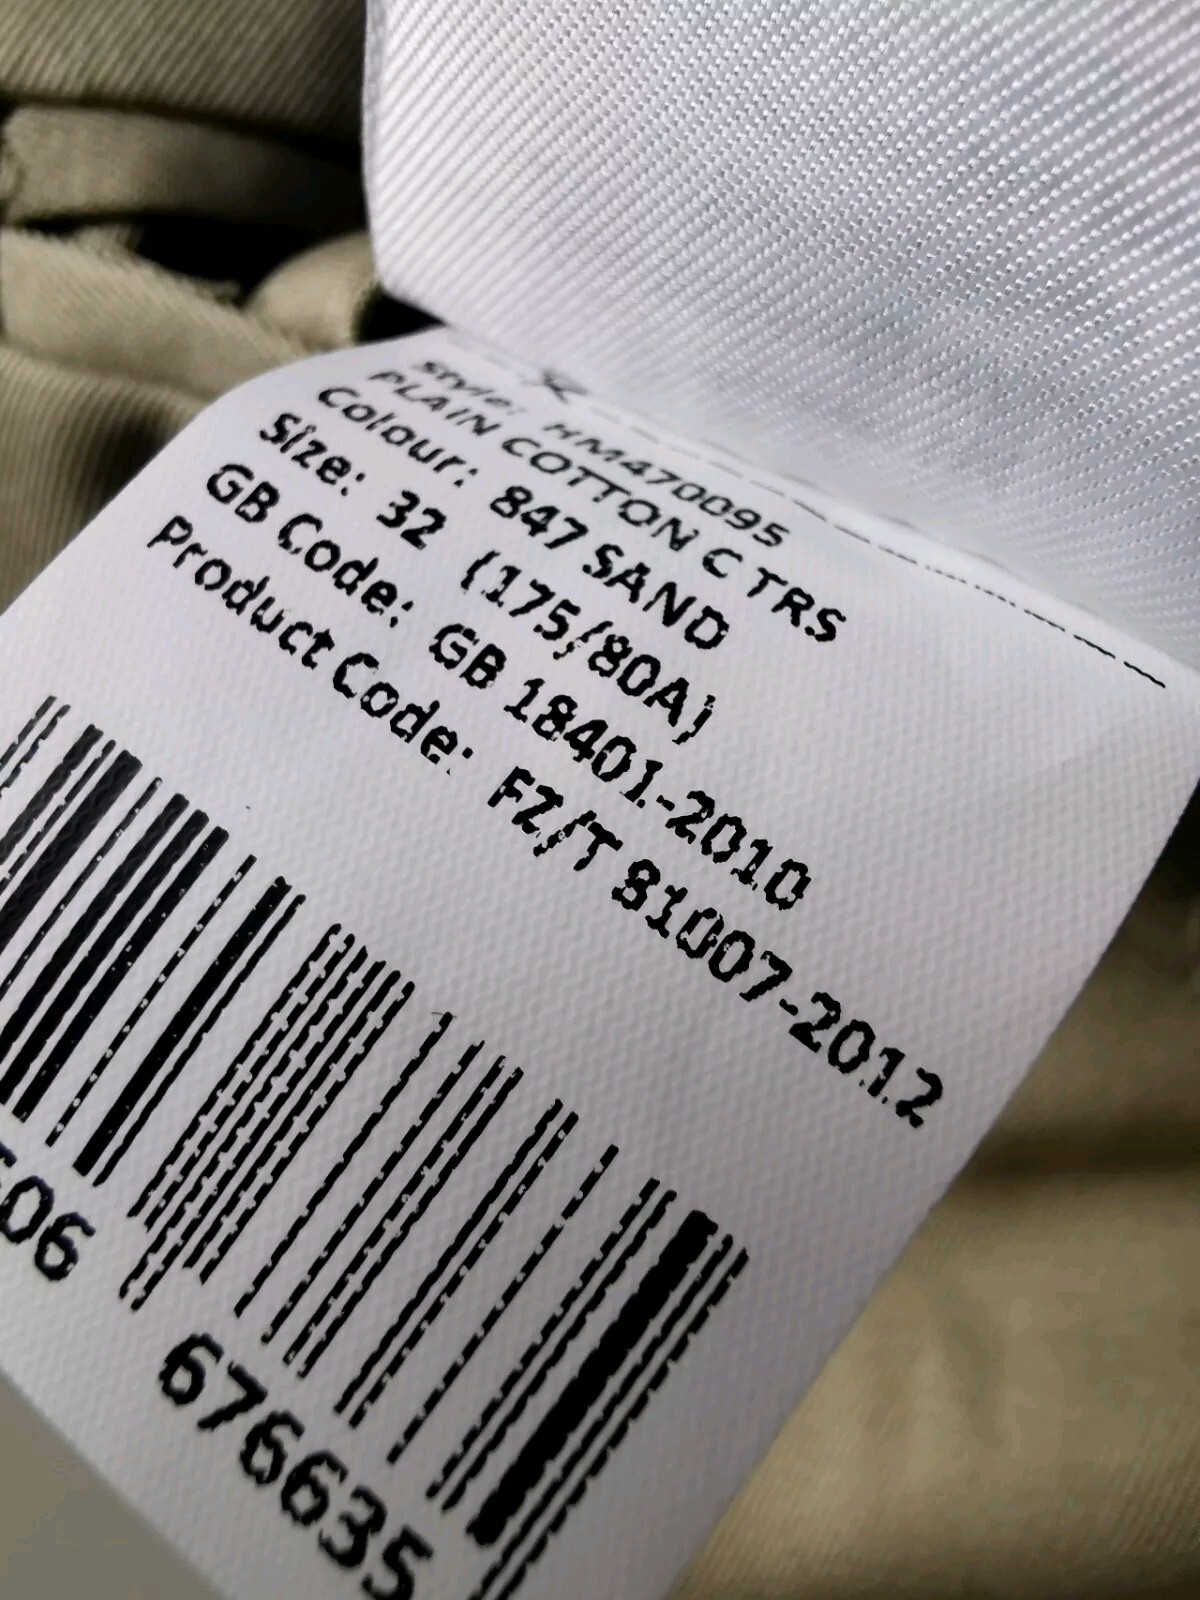 Style: HM470095
PLAIN COTTON C TRS
Colour: 847 SAND
Size: 32 (175/80A)
GB Code: GB 18401-2010
Product Code: FZ/T 81007-2012
506 676635